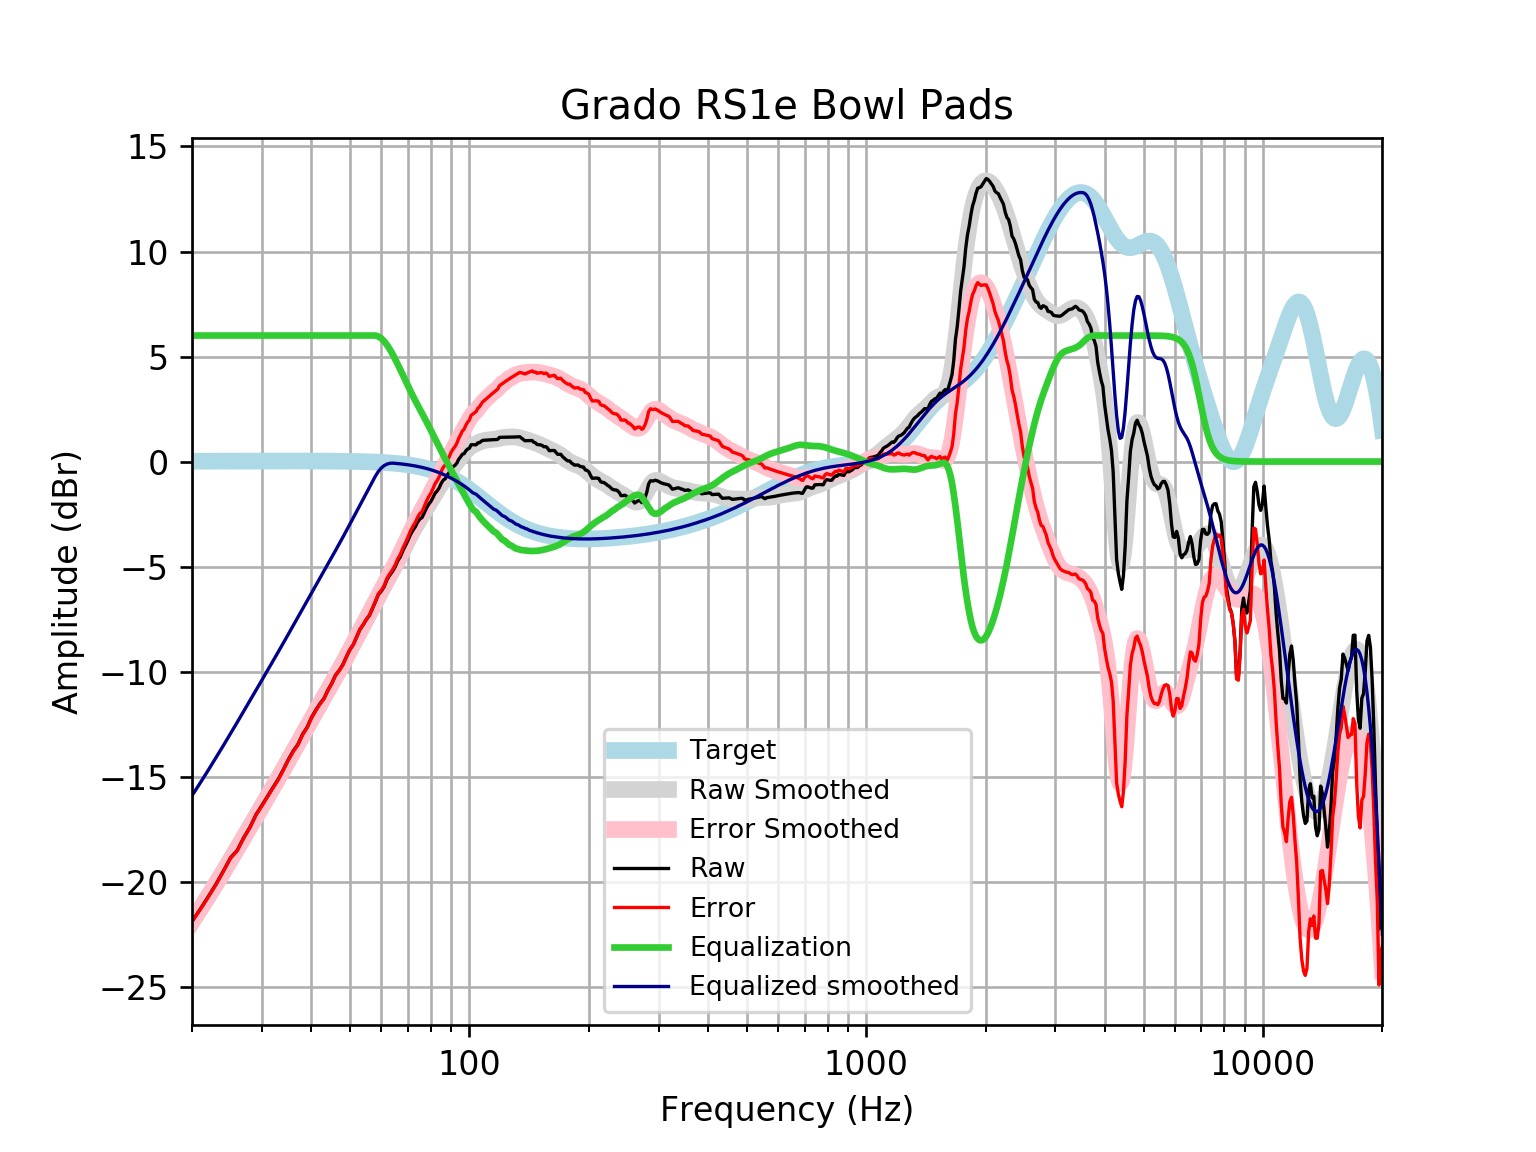 Grado RS1e Bowl Pads
15
10
5
0
−5
−10
−15
−20
−25
Amplitude (dBr)
Target
Raw Smoothed
Error Smoothed
Raw
Error
Equalization
Equalized smoothed
100 1000 10000
Frequency (Hz)